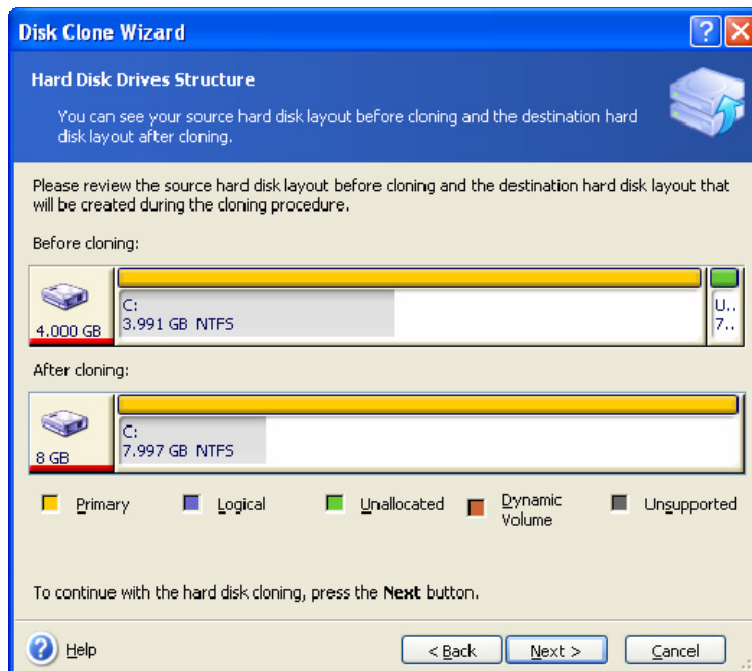 Disk Clone Wizard
Hard Disk Drives Structure
You can see your source hard disk layout before cloning and the destination hard
disk layout after cloning.
Please review the source hard disk layout before cloning and the destination hard disk layout that
will be created during the cloning procedure.
Before cloning:
4.000 GB
C:
3.991 GB NTFS
U..
7..
After cloning:
8 GB
C:
7.997 GB NTFS
Primary
Logical
Unallocated
Dynamic
Volume
Unsupported
To continue with the hard disk cloning, press the Next button.
Help
< Back
Next >
Cancel